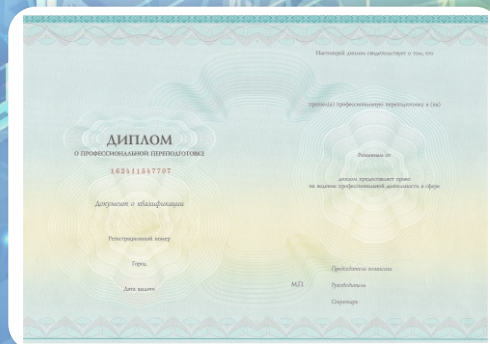 ДИПЛОМ
О ПРОФЕССИОНАЛЬНОЙ ПЕРЕПОДГОТОВКЕ
162411547707
Документ о квалификации
Регистрационный номер
Город
Дата выдачи
Настоящий диплом свидетельствует о том, что
прошел(а) профессиональную переподготовку в (на)
Решением от
диплом предоставляет право
на ведение профессиональной деятельности в сфере
Председатель комиссии
М.П.
Руководитель
Секретарь